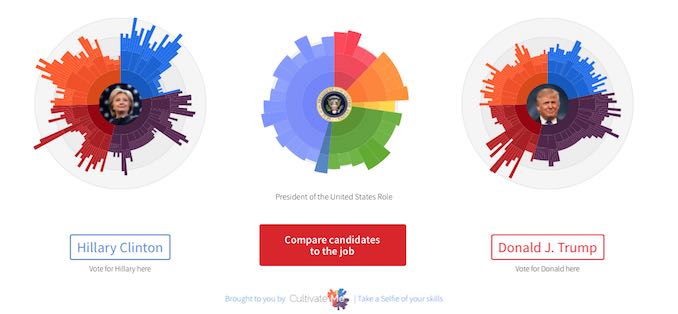 President of the United States Role
Compare candidates
to the job
Hillary Clinton
Donald J. Trump
Vote for Hillary here
Vote for Donald here
Brought to you by CultivateMe | Take a Selfie of your skills